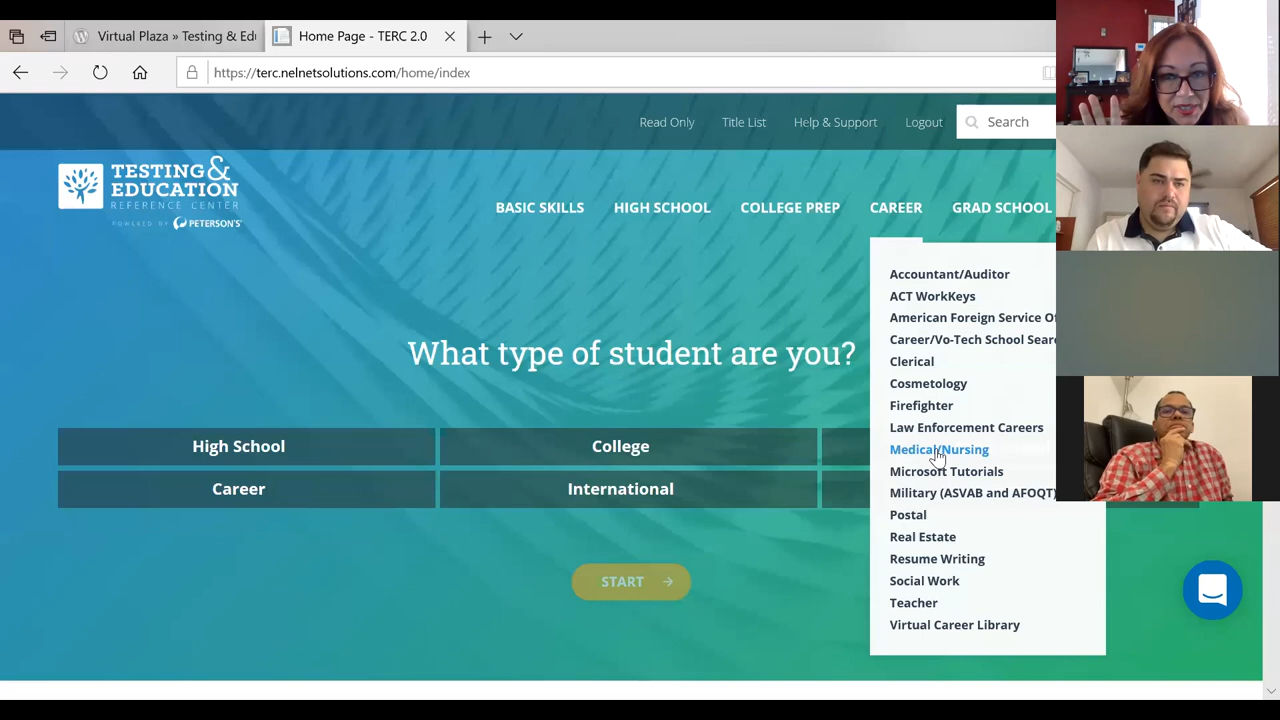 Virtual Plaza » Testing & Edu
Home Page - TERC 2.0
https://terc.nelnetsolutions.com/home/index
Read Only
Title List
Help & Support
Logout
Search
TESTING &
EDUCATION
REFERENCE CENTER
POWERED BY PETERSON'S
BASIC SKILLS
HIGH SCHOOL
COLLEGE PREP
CAREER
GRAD SCHOOL
Accountant/Auditor
ACT WorkKeys
American Foreign Service Of
Career/Vo-Tech School Sear
Clerical
Cosmetology
Firefighter
Law Enforcement Careers
Medical/Nursing
Microsoft Tutorials
Military (ASVAB and AFOQT)
Postal
Real Estate
Resume Writing
Social Work
Teacher
Virtual Career Library
What type of student are you?
High School
College
Career
International
START